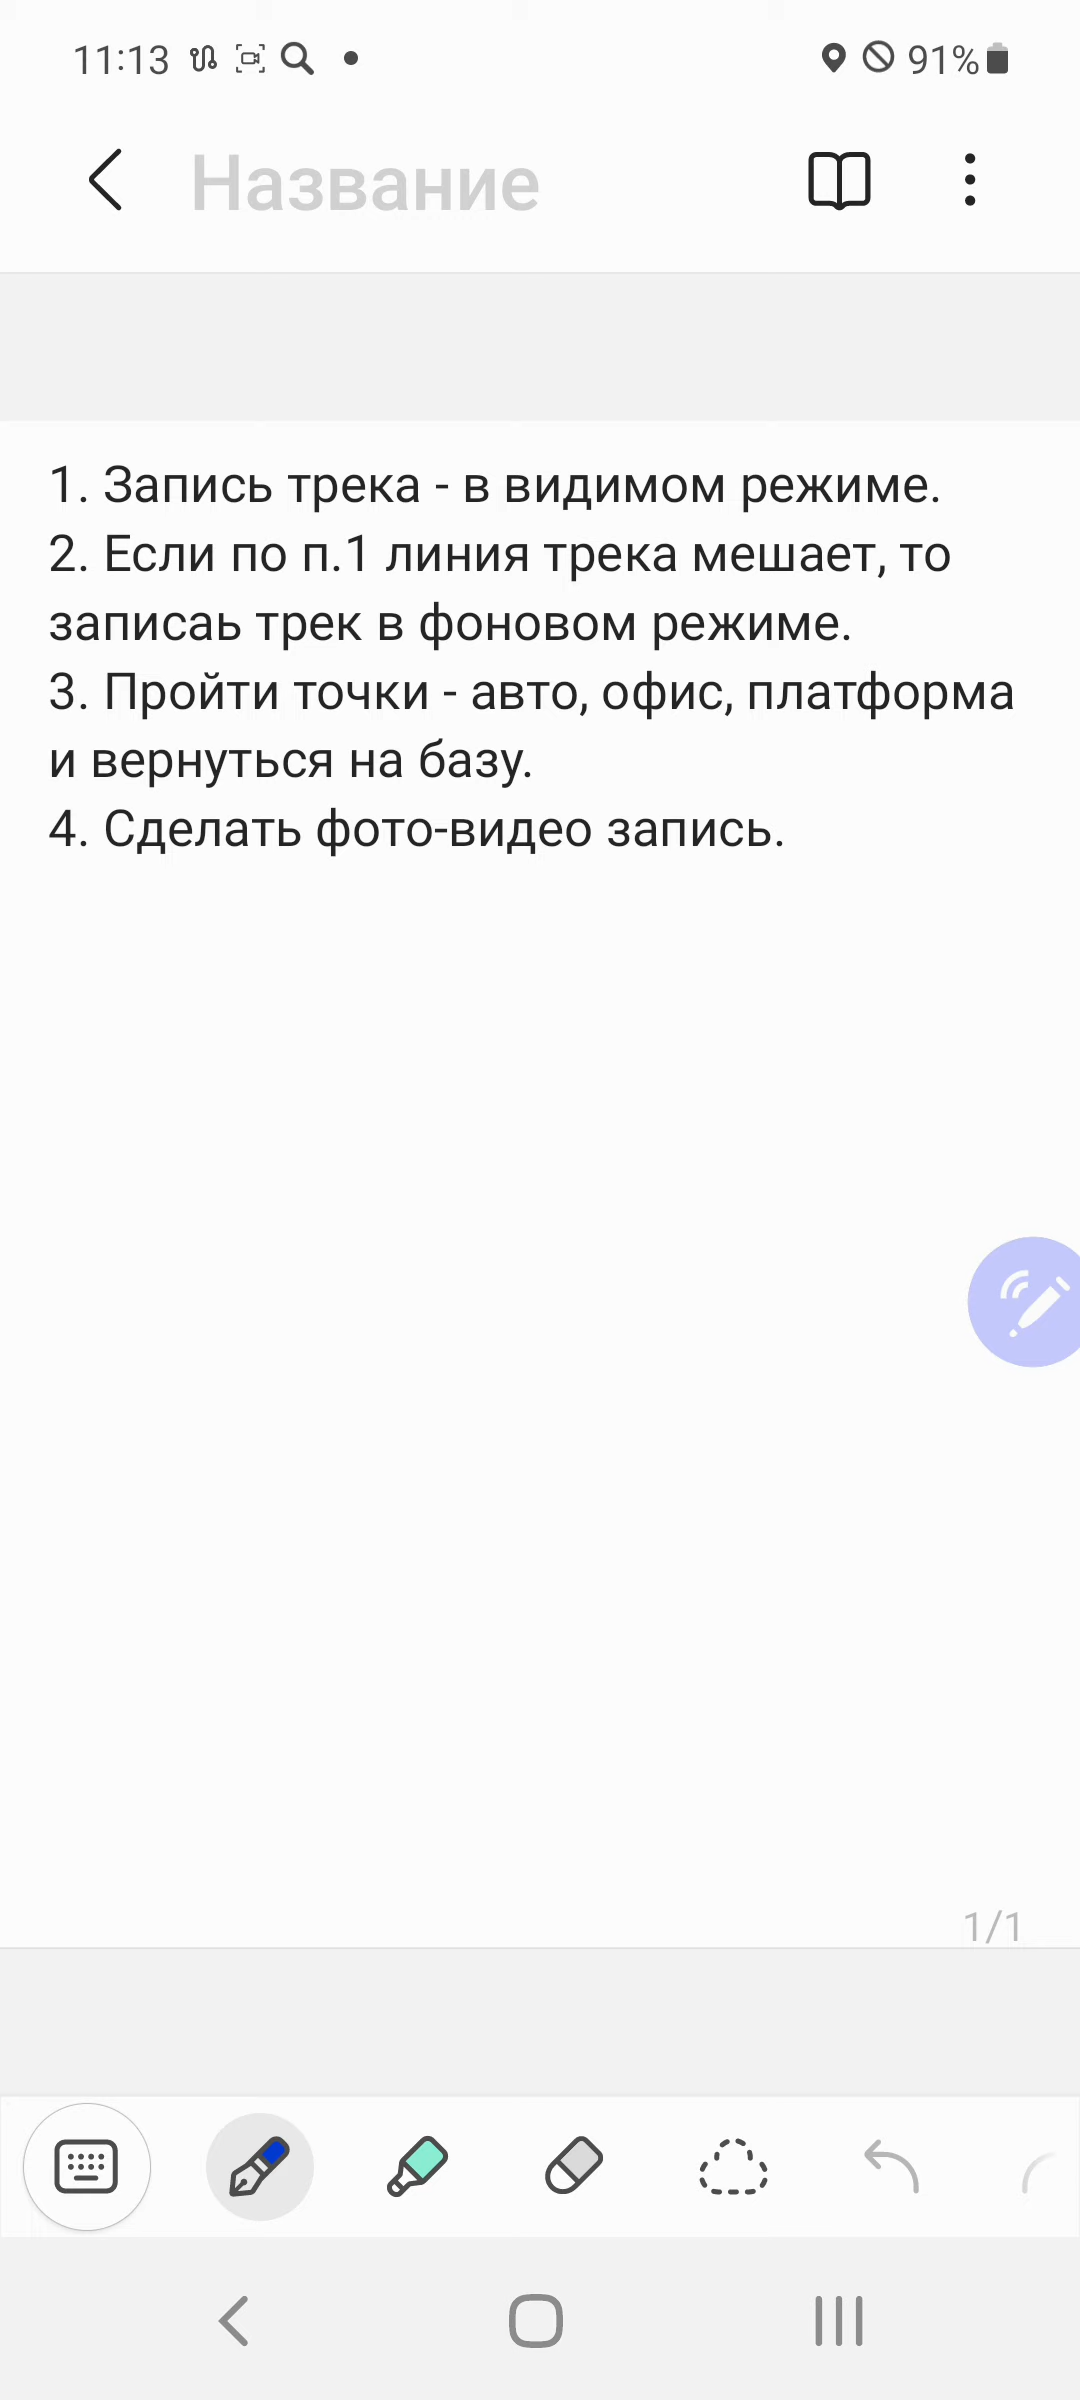 11:13
91%
Название
1. Запись трека - в видимом режиме.
2. Если по п.1 линия трека мешает, то
записаь трек в фоновом режиме.
3. Пройти точки - авто, офис, платформа
и вернуться на базу.
4. Сделать фото-видео запись.
1/1